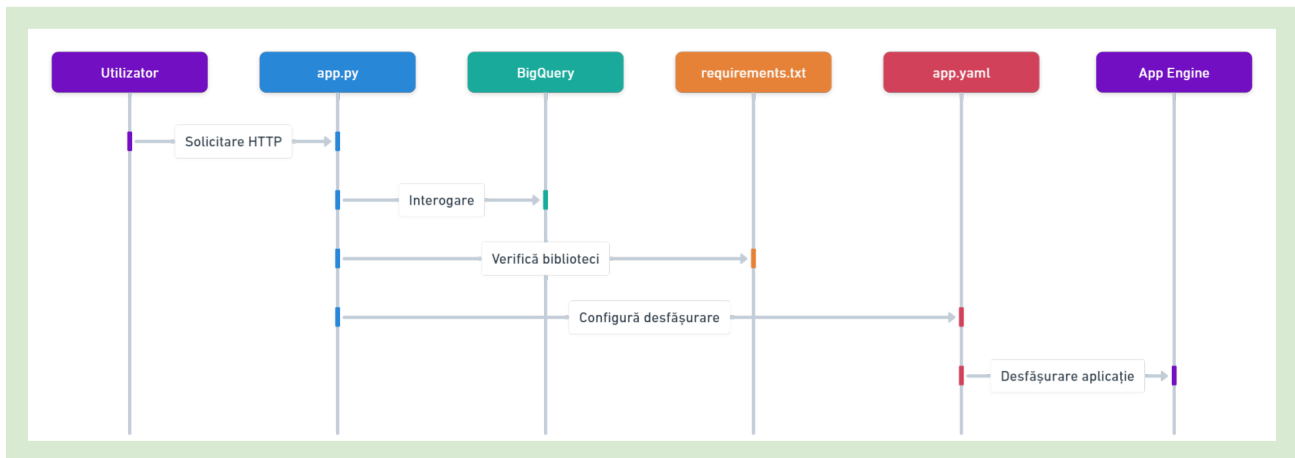 Utilizator
app.py
BigQuery
requirements.txt
app.yaml
App Engine
Solicitare HTTP
Interogare
Verifică biblioteci
Configură desfășurare
Desfășurare aplicație